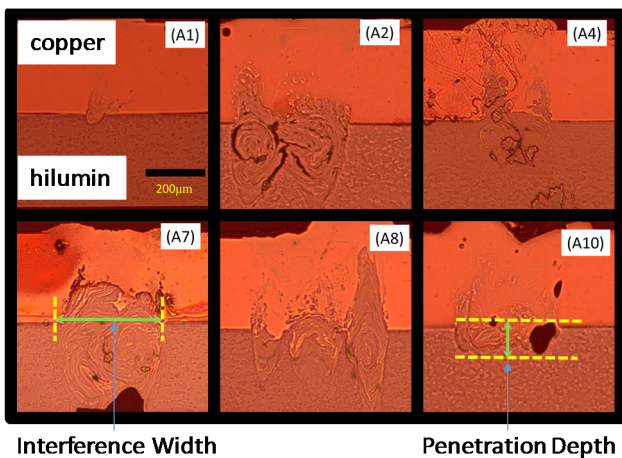 copper
(A1)
(A2)
(A4)
hilumin
200μm
(A7)
(A8)
(A10)
Interference Width
Penetration Depth